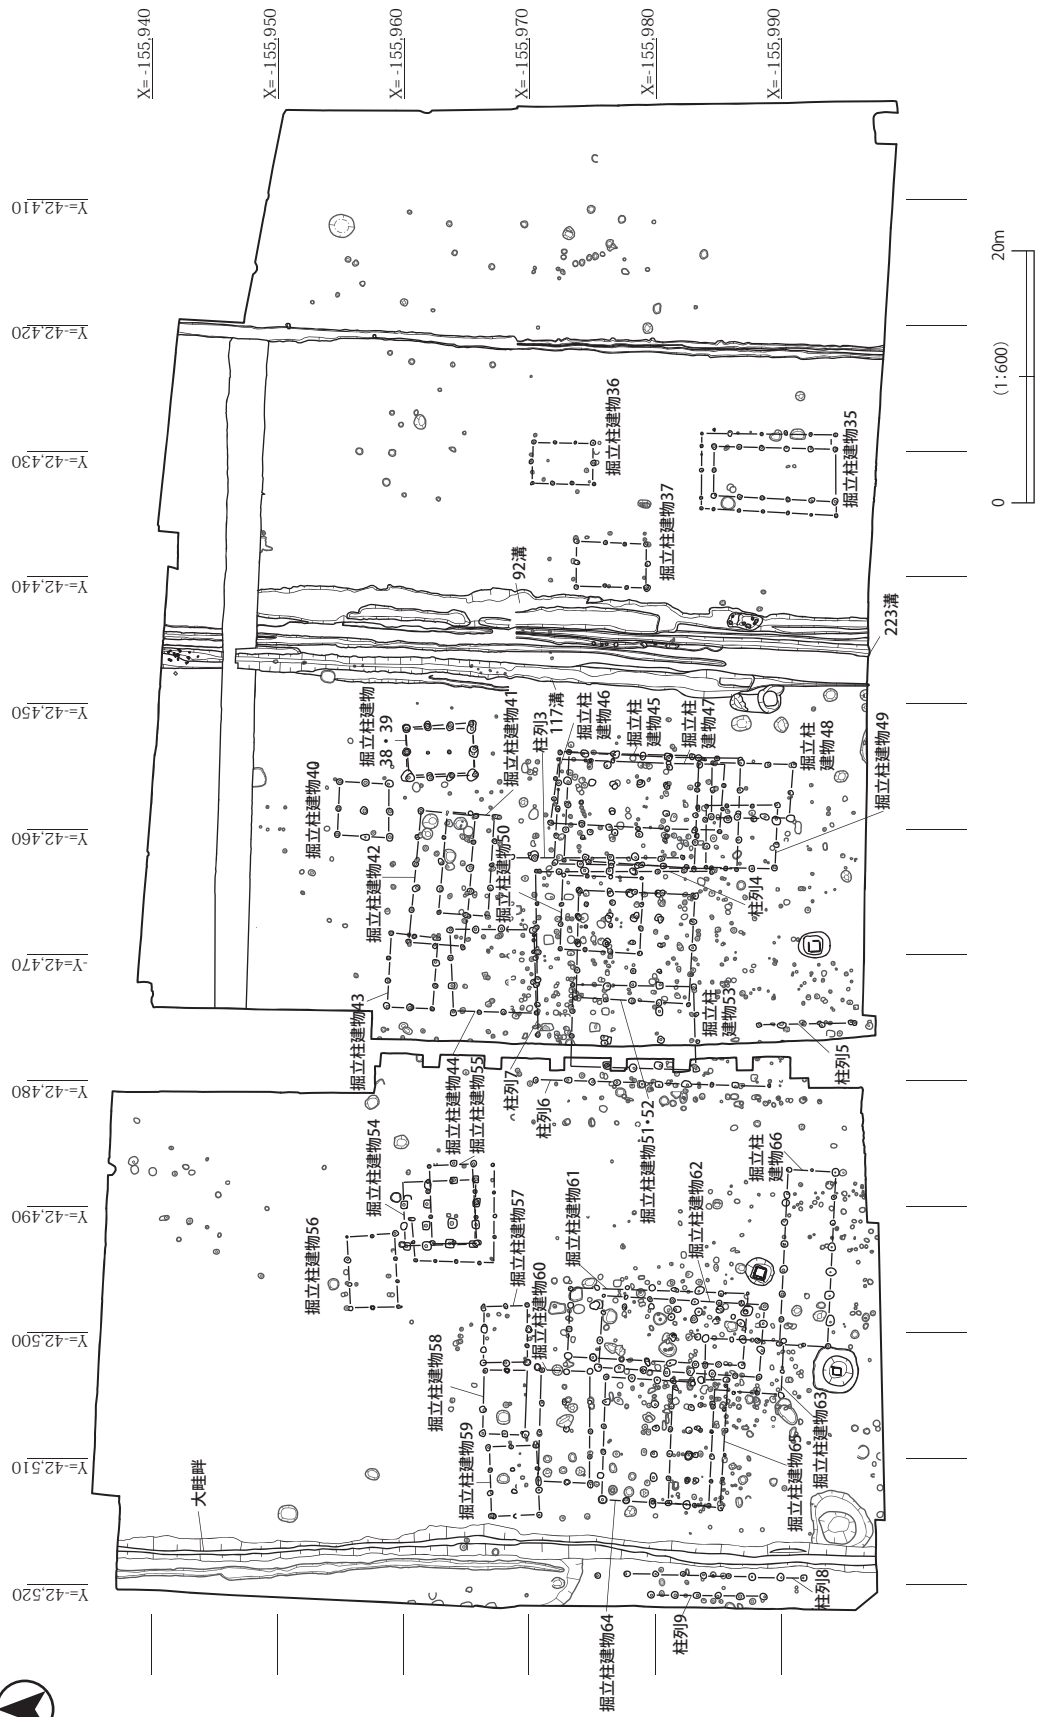 X= -155,940
X= -155,950
X= -155,960
X= -155,970
X= -155,980
X= -155,990
Y=-42,410
Y=-42,420
Y=-42,430
Y=-42,440
Y=-42,450
Y=-42,460
Y=-42,470
Y=-42,480
Y=-42,490
Y=-42,500
Y=-42,510
Y=-42,520
20m
(1:600)
0
掘立柱建物36
掘立柱建物35
掘立柱建物37
92溝
223溝
掘立柱建物
38・39
掘立柱建物40
掘立柱建物41
柱列3
117溝
掘立柱
建物46
掘立柱
建物45
掘立柱
建物47
掘立柱
建物48
掘立柱建物49
掘立柱建物42
掘立柱建物50
柱列4
掘立柱建物43
掘立柱建物44
掘立柱建物55
柱列7
柱列6
掘立柱建物51・52
掘立柱
建物53
柱列5
掘立柱建物54
掘立柱建物56
掘立柱建物57
掘立柱建物60
掘立柱建物61
掘立柱建物62
掘立柱
建物66
掘立柱建物58
掘立柱建物59
掘立柱建物63
掘立柱建物65
大畦畔
掘立柱建物64
柱列9
柱列8